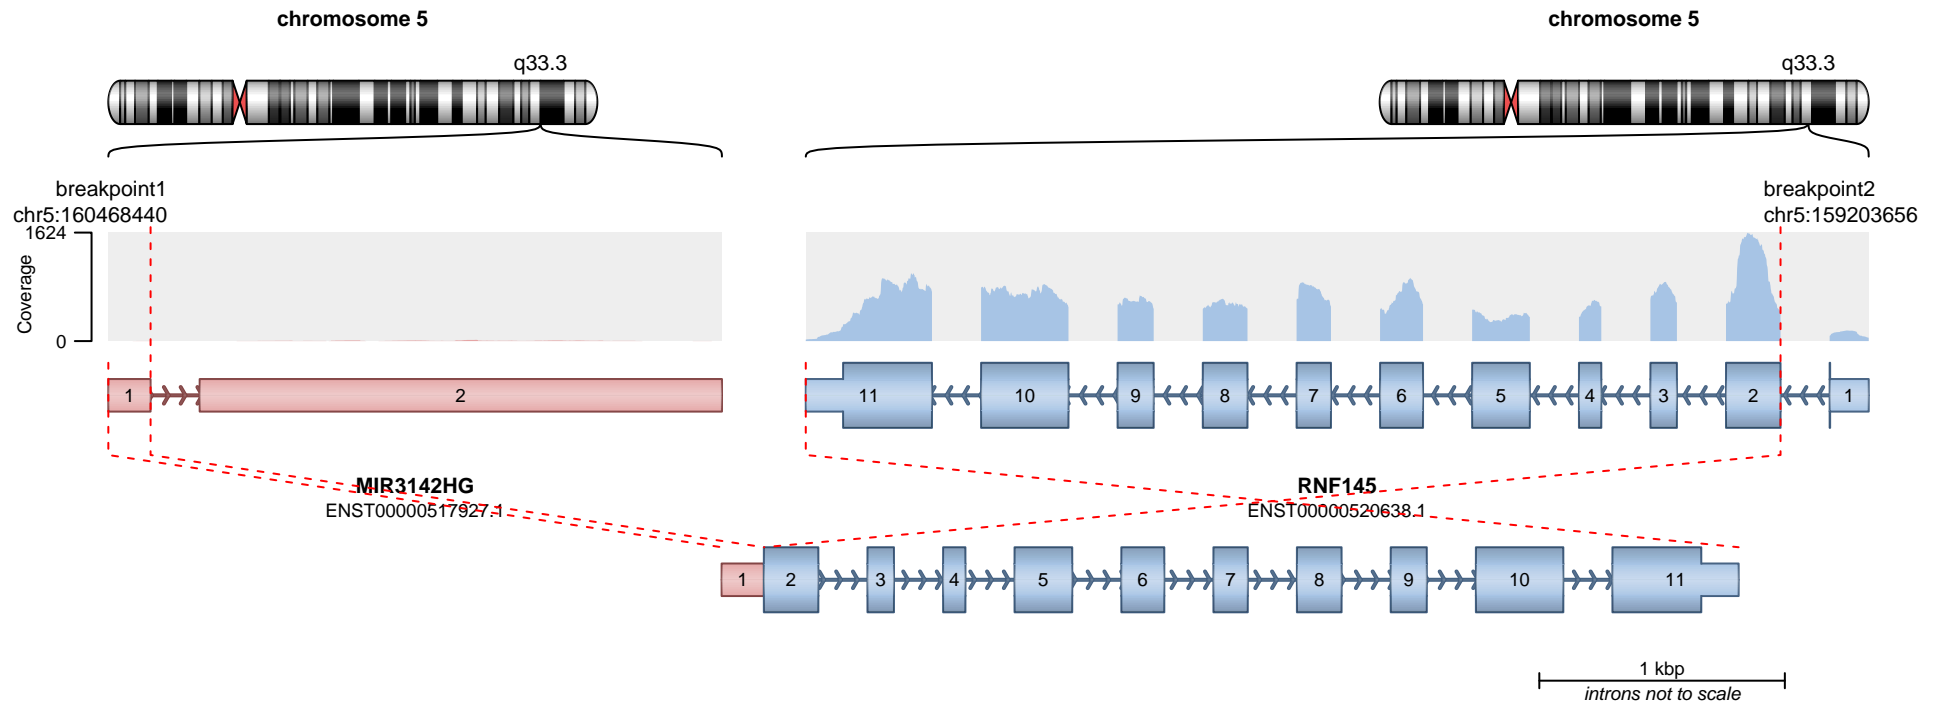 chromosome 5
chromosome 5
q33.3
q33.3
breakpoint1
chr5:160468440
breakpoint2
chr5:159203656
1624
Coverage
0
1
2
11
10
9
8
7
6
5
4
3
2
1
MIR3142HG
ENST00000517927.1
RNF145
ENST00000520638.1
1
2
3
4
5
6
7
8
9
10
11
1 kbp
introns not to scale